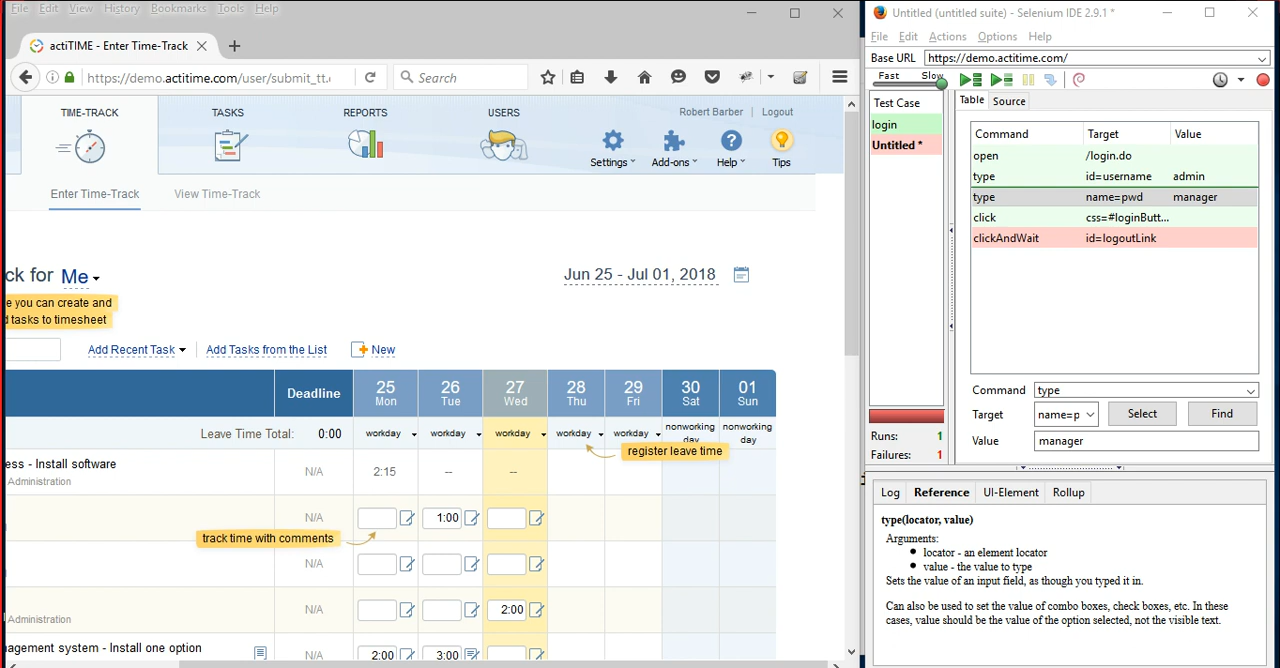 File Edit View History Bookmarks Tools Help
actiTIME - Enter Time-Track
https://demo.actitime.com/user/submit_tt.
Search
TIME-TRACK
TASKS
REPORTS
USERS
Robert Barber
Logout
Settings
Add-ons
Help
Tips
Enter Time-Track
View Time-Track
ck for Me
Jun 25 - Jul 01, 2018
e you can create and
d tasks to timesheet
Add Recent Task
Add Tasks from the List
New
Deadline
25 26 27 28 29 30 01
Mon Tue Wed Thu Fri Sat Sun
Leave Time Total: 0:00
workday workday workday workday workday
nonworking day
nonworking day
register leave time
ess - Install software
Administration
N/A 2:15 -- --
N/A 1:00
track time with comments
N/A
N/A 2:00
Administration
nagement system - Install one option
N/A 2:00 3:00
Untitled (untitled suite) - Selenium IDE 2.9.1 *
File Edit Actions Options Help
Base URL https://demo.actitime.com/
Fast Slow
Test Case
login
Untitled *
Runs: 1
Failures: 1
Table Source
Command Target Value
open /login.do
type id=username admin
type name=pwd manager
click css=#loginButt...
clickAndWait id=logoutLink
Command type
Target name=p Select Find
Value manager
Log Reference UI-Element Rollup
type(locator, value)
Arguments:
locator - an element locator
value - the value to type
Sets the value of an input field, as though you typed it in.
Can also be used to set the value of combo boxes, check boxes, etc. In these
cases, value should be the value of the option selected, not the visible text.